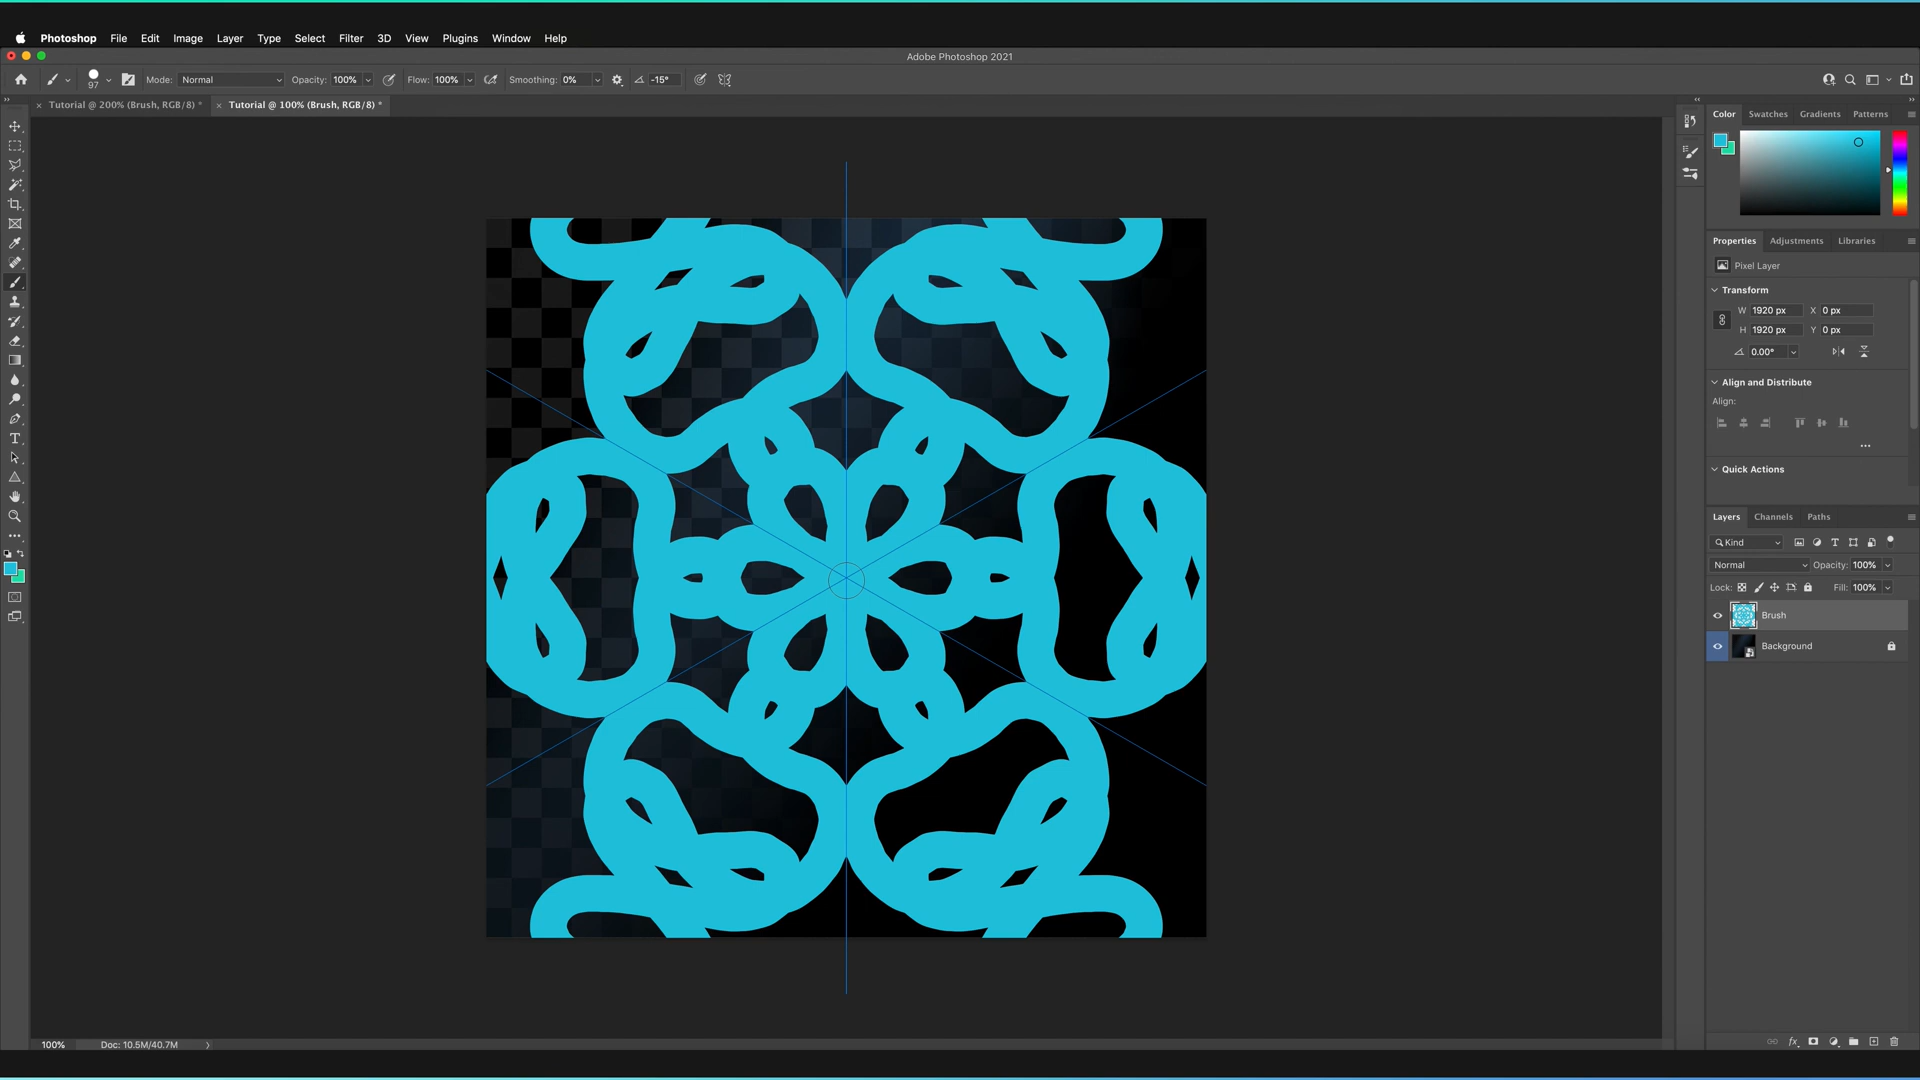 Photoshop File Edit Image Layer Type Select Filter 3D View Plugins Window Help
Adobe Photoshop 2021
97 Mode: Normal Opacity: 100% Flow: 100% Smoothing: 0% -15°
Tutorial @ 200% (Brush, RGB/8) * Tutorial @ 100% (Brush, RGB/8) *
Color Swatches Gradients Patterns
Properties Adjustments Libraries
Pixel Layer
Transform
W 1920 px X 0 px
H 1920 px Y 0 px
0.00°
Align and Distribute
Align:
Quick Actions
Layers Channels Paths
Kind
Normal Opacity: 100%
Lock: Fill: 100%
Brush
Background
100% Doc: 10.5M/40.7M